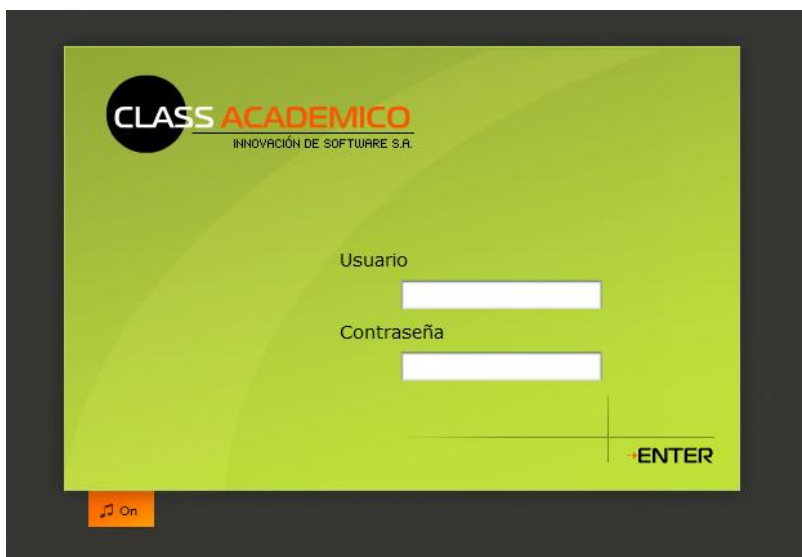 CLASS ACADEMICO
INNOVACIÓN DE SOFTWARE S.A.
Usuario
Contraseña
ENTER
On